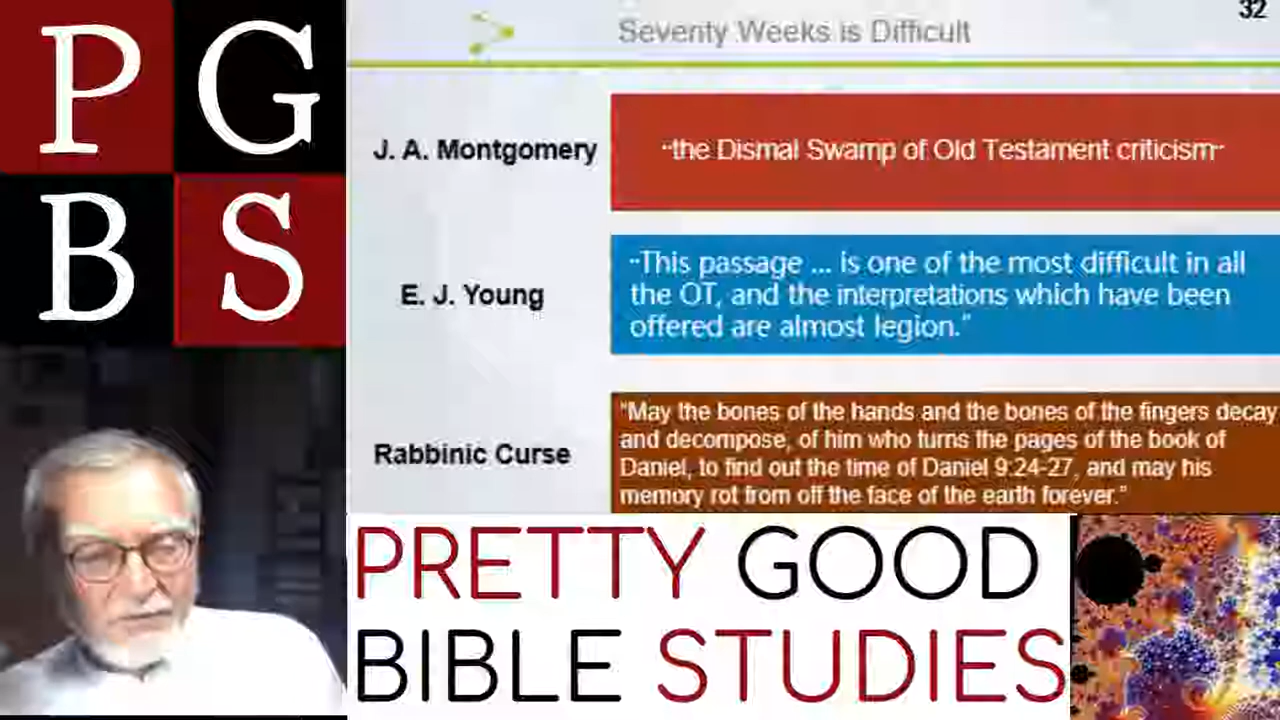 P G
B S
32
Seventy Weeks is Difficult
J. A. Montgomery
"the Dismal Swamp of Old Testament criticism"
E. J. Young
"This passage ... is one of the most difficult in all
the OT, and the interpretations which have been
offered are almost legion."
Rabbinic Curse
"May the bones of the hands and the bones of the fingers decay
and decompose, of him who turns the pages of the book of
Daniel, to find out the time of Daniel 9:24-27, and may his
memory rot from off the face of the earth forever."
PRETTY GOOD
BIBLE STUDIES